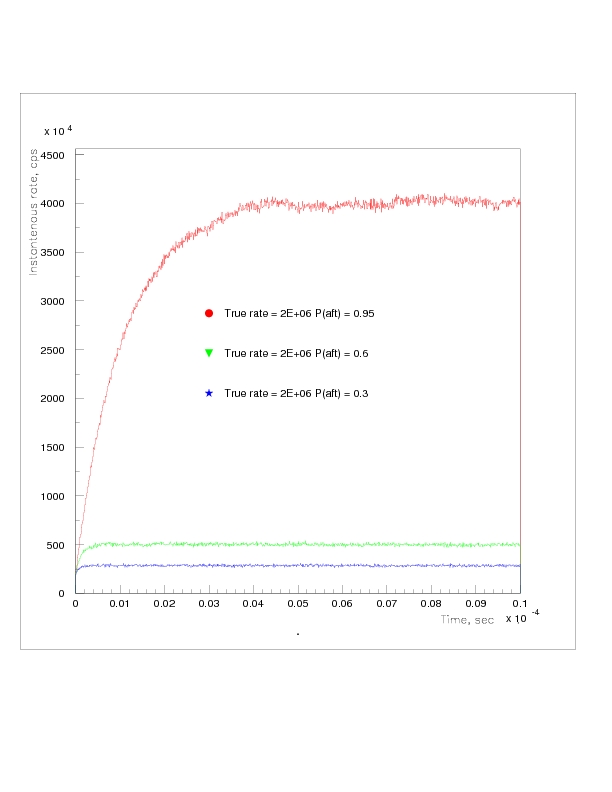 x 10 4
Instantenous rate, cps
4500
4000
3500
3000
2500
2000
1500
1000
500
0
True rate = 2E+06 P(aft) = 0.95
True rate = 2E+06 P(aft) = 0.6
True rate = 2E+06 P(aft) = 0.3
0 0.01 0.02 0.03 0.04 0.05 0.06 0.07 0.08 0.09 0.1
Time, sec x 10 -4